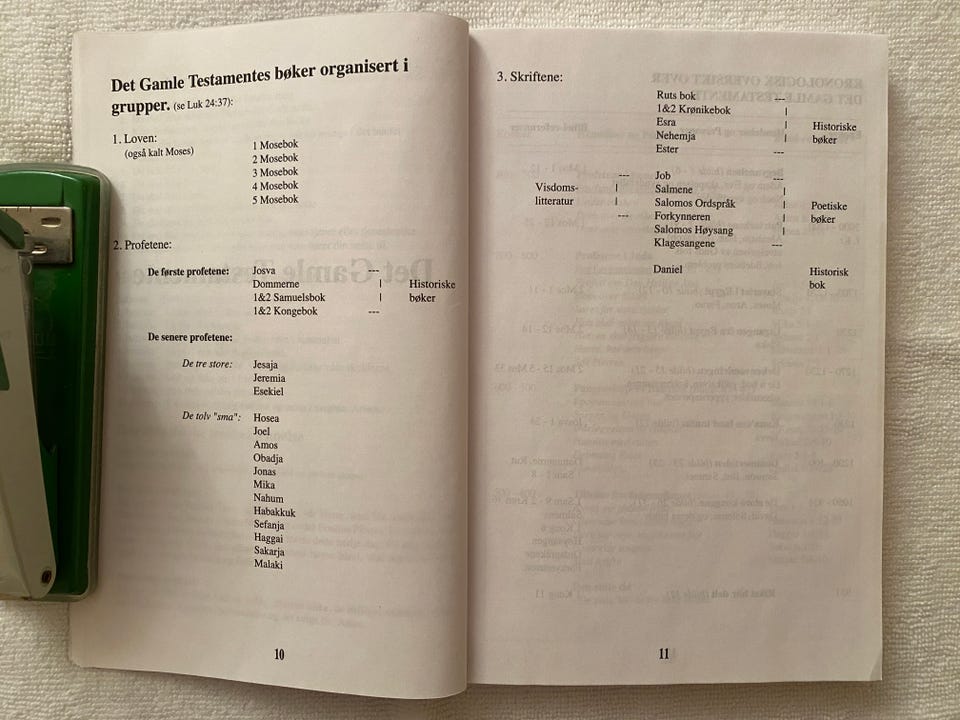 Det Gamle Testamentes bøker organisert i
grupper. (se Luk 24:37):
1. Loven:
(også kalt Moses)
1 Mosebok
2 Mosebok
3 Mosebok
4 Mosebok
5 Mosebok
2. Profetene:
De første profetene:
Josva ---
Dommerne | Historiske
1&2 Samuelsbok | bøker
1&2 Kongebok ---
De senere profetene:
De tre store: Jesaja
Jeremia
Esekiel
De tolv "sma": Hosea
Joel
Amos
Obadja
Jonas
Mika
Nahum
Habakkuk
Sefanja
Haggai
Sakarja
Malaki
10
3. Skriftene:
Ruts bok ---
1&2 Krønikebok |
Esra | Historiske
Nehemja | bøker
Ester ---
--- Job ---
Visdoms- | Salmene |
litteratur | Salomos Ordspråk | Poetiske
--- Forkynneren | bøker
Salomos Høysang |
Klagesangene ---
Daniel Historisk
bok
11